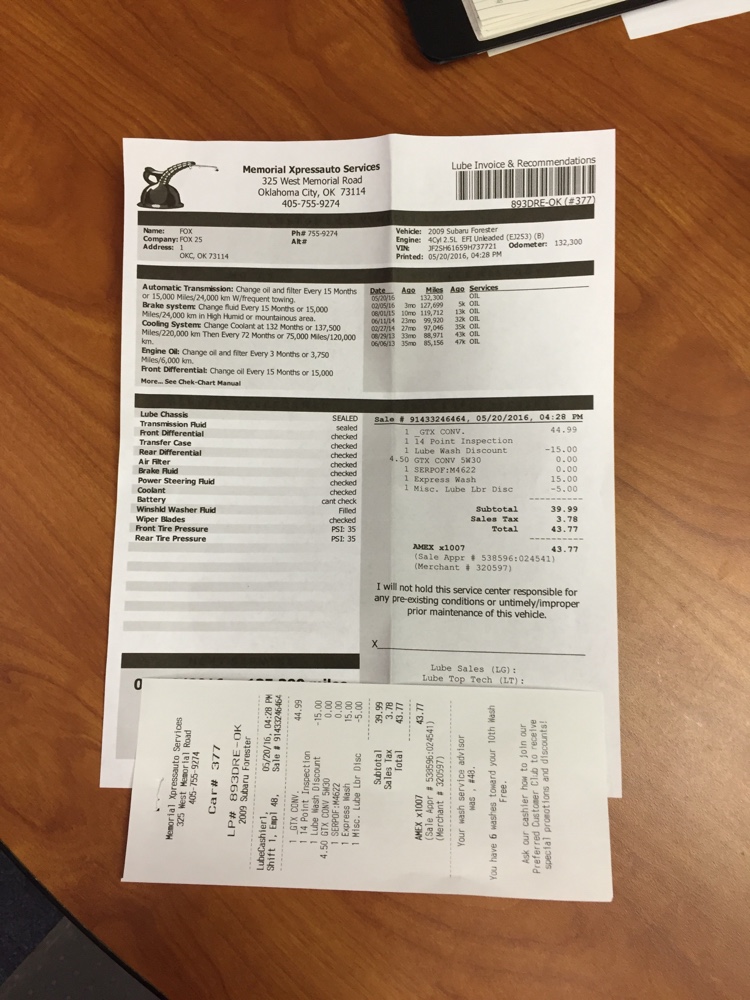 Memorial Xpressauto Services
325 West Memorial Road
Oklahoma City, OK 73114
405-755-9274
Lube Invoice & Recommendations
893DRE-OK (#377)
Name: FOX
Company: FOX 25
Address: 1
OKC, OK 73114
Ph# 755-9274
Alt#
Vehicle: 2009 Subaru Forester
Engine: 4Cyl 2.5L EFI Unleaded (EJ253) (B)
VIN: JF2SH61659H737721 Odometer: 132,300
Printed: 05/20/2016, 04:28 PM
Automatic Transmission: Change oil and filter Every 15 Months
or 15,000 Miles/24,000 km W/frequent towing.
Brake system: Change fluid Every 15 Months or 15,000
Miles/24,000 km in High Humid or mountainous area.
Cooling System: Change Coolant at 132 Months or 137,500
Miles/220,000 km Then Every 72 Months or 75,000 Miles/120,000
km.
Engine Oil: Change oil and filter Every 3 Months or 3,750
Miles/6,000 km.
Front Differential: Change oil Every 15 Months or 15,000
More... See Chek-Chart Manual
Date Ago Miles Ago Services
05/20/16 132,300 OIL
02/05/16 3mo 127,699 5k OIL
08/01/15 10mo 119,712 13k OIL
06/11/14 23mo 99,920 32k OIL
02/27/14 27mo 97,046 35k OIL
08/29/13 33mo 88,971 43k OIL
06/06/13 35mo 85,156 47k OIL
Lube Chassis SEALED
Transmission Fluid sealed
Front Differential checked
Transfer Case checked
Rear Differential checked
Air Filter checked
Brake Fluid checked
Power Steering Fluid checked
Coolant checked
Battery cant check
Winshld Washer Fluid Filled
Wiper Blades checked
Front Tire Pressure PSI: 35
Rear Tire Pressure PSI: 35
Sale # 91433246464, 05/20/2016, 04:28 PM
1 _GTX CONV. 44.99
1 14 Point Inspection
1 Lube Wash Discount -15.00
4.50 GTX CONV 5W30 0.00
1 SERPOF:M4622 0.00
1 Express Wash 15.00
1 Misc. Lube Lbr Disc -5.00
Subtotal 39.99
Sales Tax 3.78
Total 43.77
AMEX x1007 43.77
(Sale Appr # 538596:024541)
(Merchant # 320597)
I will not hold this service center responsible for
any pre-existing conditions or untimely/improper
prior maintenance of this vehicle.
X
Lube Sales (LG):
Lube Top Tech (LT):
Memorial Xpressauto Services
325 West Memorial Road
405-755-9274
Car# 377
LP# 893DRE-OK
2009 Subaru Forester
LubeCashier1, 05/20/16, 04:28 PM
Shift 1, Empl 48, Sale # 91433246464
1 _GTX CONV. 44.99
1 14 Point Inspection
1 Lube Wash Discount -15.00
4.50 GTX CONV 5W30 0.00
1 SERPOF:M4622 0.00
1 Express Wash 15.00
1 Misc. Lube Lbr Disc -5.00
Subtotal 39.99
Sales Tax 3.78
Total 43.77
AMEX x1007 43.77
(Sale Appr # 538596:024541)
(Merchant # 320597)
Your wash service advisor
was , #48.
You have 6 washes toward your 10th Wash
Free.
Ask our cashier how to join our
Preferred Customer Club to receive
special promotions and discounts!